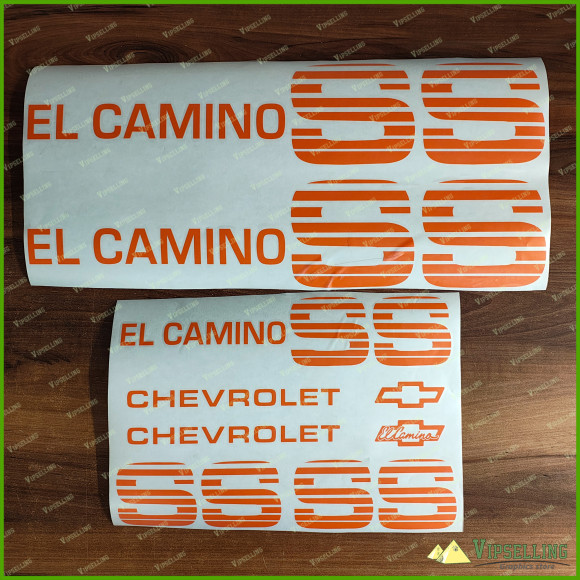 EL CAMINO SS
EL CAMINO SS
EL CAMINO SS
CHEVROLET
CHEVROLET
El Camino
SS SS
VIPSELLING
Graphics store